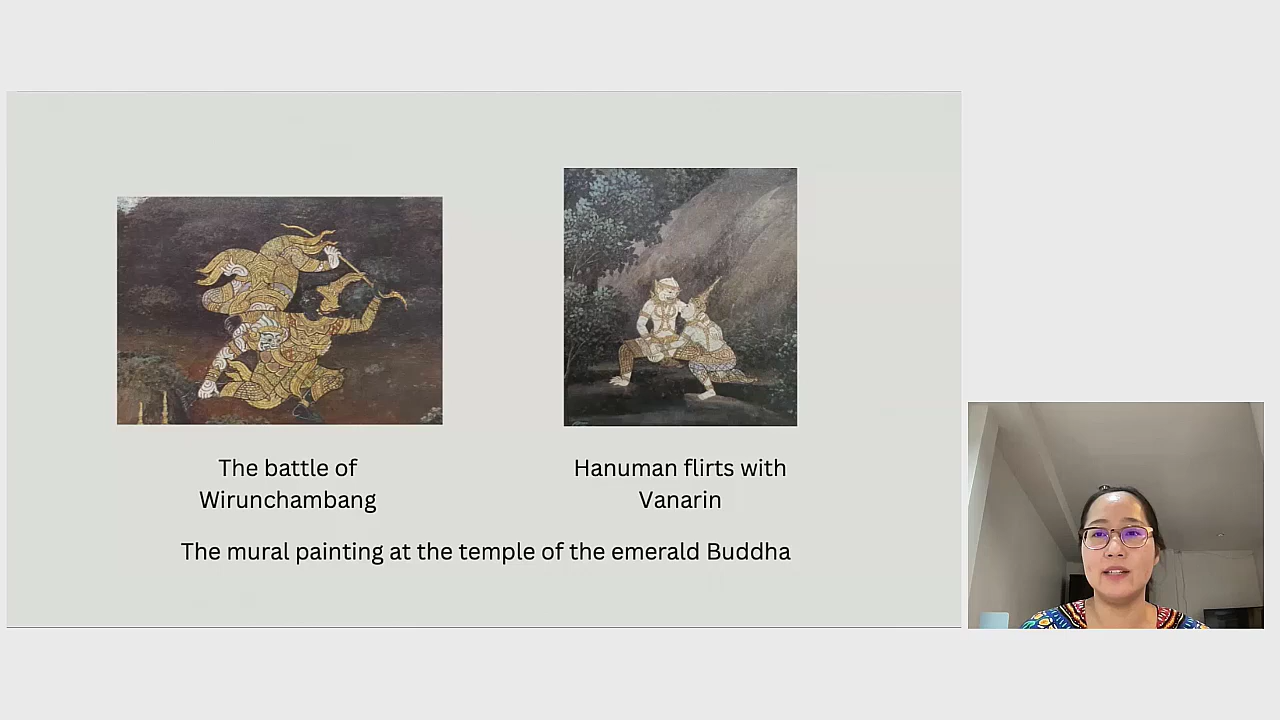 The battle of
Wirunchambang
Hanuman flirts with
Vanarin
The mural painting at the temple of the emerald Buddha